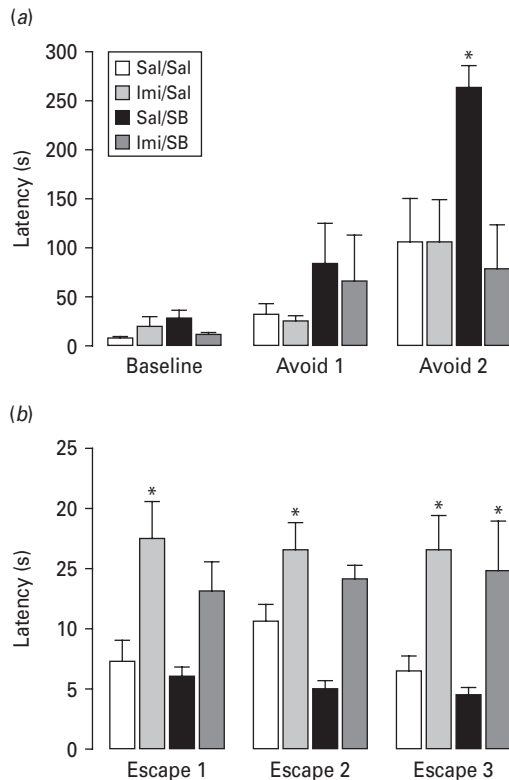 (a)
300
250
200
150
100
50
0
Latency (s)
Sal/Sal
Imi/Sal
Sal/SB
Imi/SB
*
Baseline Avoid 1 Avoid 2
(b)
25
20
25
10
5
0
Latency (s)
* * * *
Escape 1 Escape 2 Escape 3